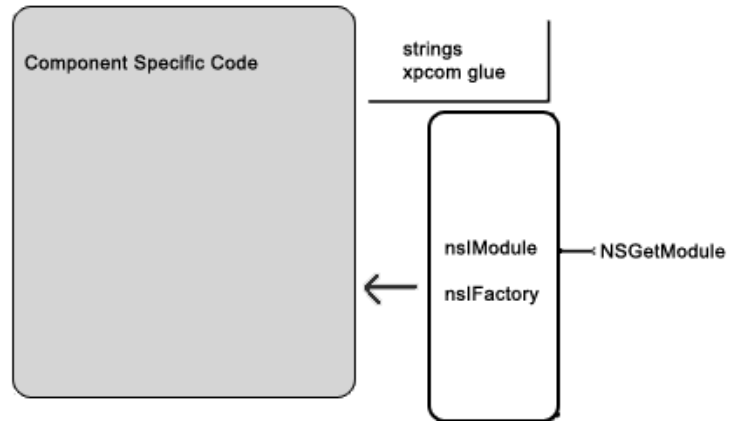 Component Specific Code
strings
xpcom glue
nsIModule
NSGetModule
nsIFactory